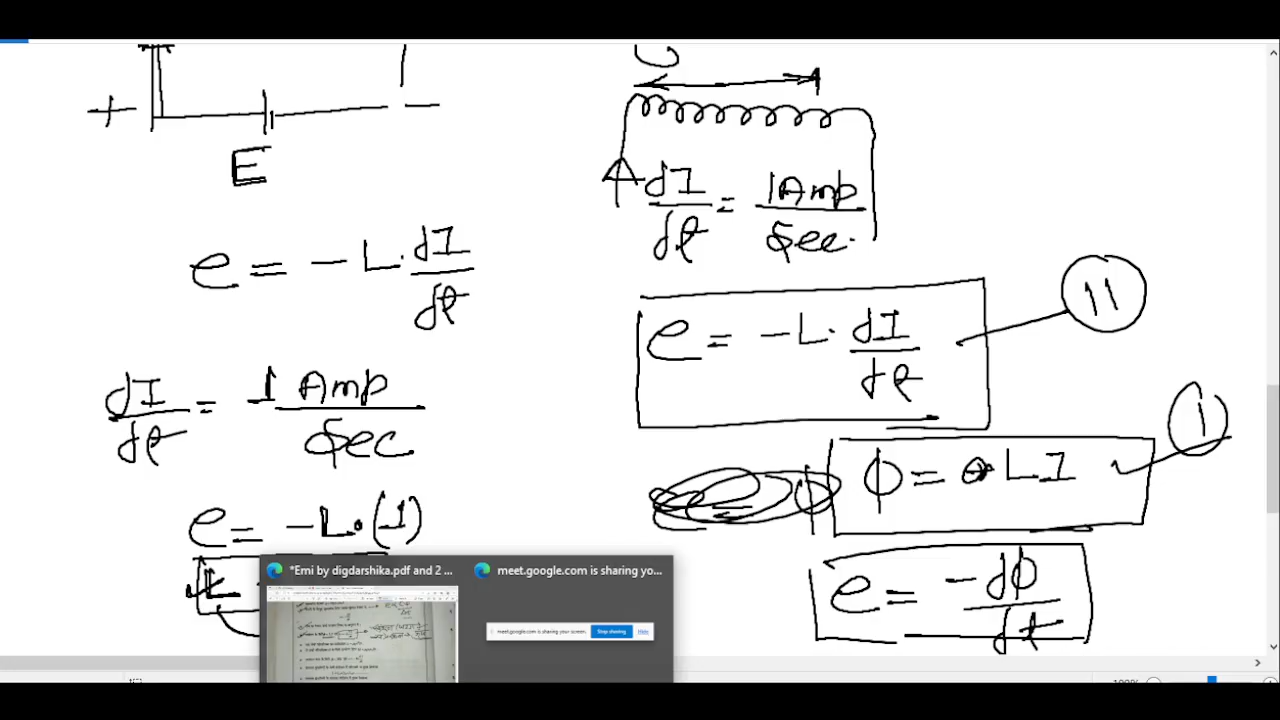 + −
E
e = −L· dI/dt
dI/dt = 1 Amp/Sec
e = −L·(1)
dI/dt = 1 Amp/Sec.
e = −L· dI/dt
11
ϕ = LI
1
e = −dϕ/dt
*Emi by digdarshika.pdf and 2 ...
meet.google.com is sharing yo...
meet.google.com is sharing your screen.
Stop sharing
Hide
100%